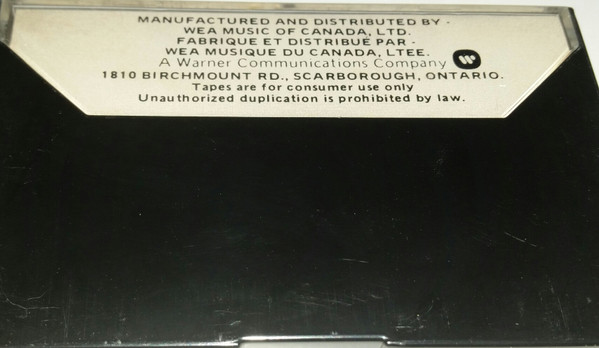 MANUFACTURED AND DISTRIBUTED BY -
WEA MUSIC OF CANADA, LTD.
FABRIQUE ET DISTRIBUÉ PAR -
WEA MUSIQUE DU CANADA, LTEE.
A Warner Communications Company
1810 BIRCHMOUNT RD., SCARBOROUGH, ONTARIO.
Tapes are for consumer use only
Unauthorized duplication is prohibited by law.